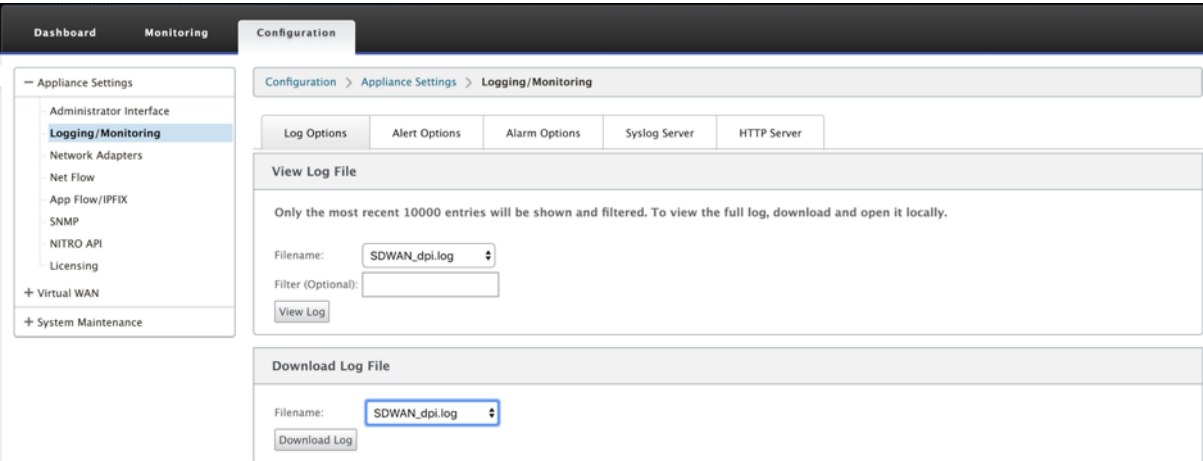 Dashboard Monitoring Configuration
— Appliance Settings
Administrator Interface
Logging/Monitoring
Network Adapters
Net Flow
App Flow/IPFIX
SNMP
NITRO API
Licensing
+ Virtual WAN
+ System Maintenance
Configuration > Appliance Settings > Logging/Monitoring
Log Options Alert Options Alarm Options Syslog Server HTTP Server
View Log File
Only the most recent 10000 entries will be shown and filtered. To view the full log, download and open it locally.
Filename: SDWAN_dpi.log
Filter (Optional):
View Log
Download Log File
Filename: SDWAN_dpi.log
Download Log